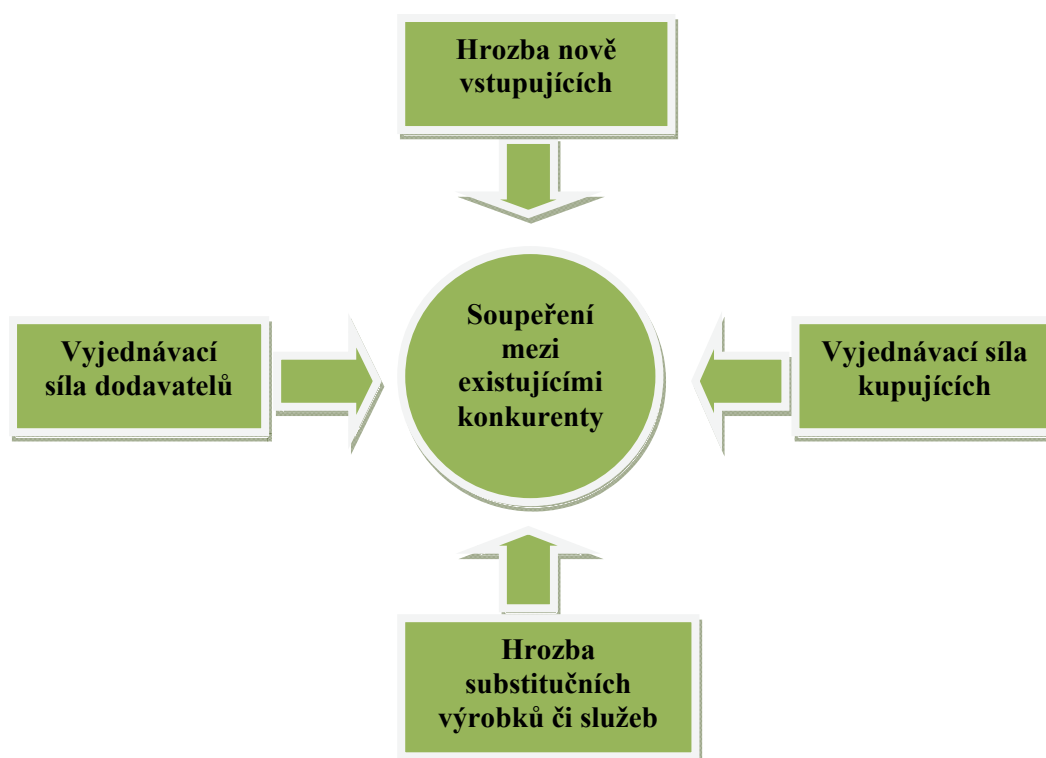 Hrozba nově
vstupujících
Vyjednávací
síla dodavatelů
Soupeření
mezi
existujícími
konkurenty
Vyjednávací síla
kupujících
Hrozba
substitučních
výrobků či služeb